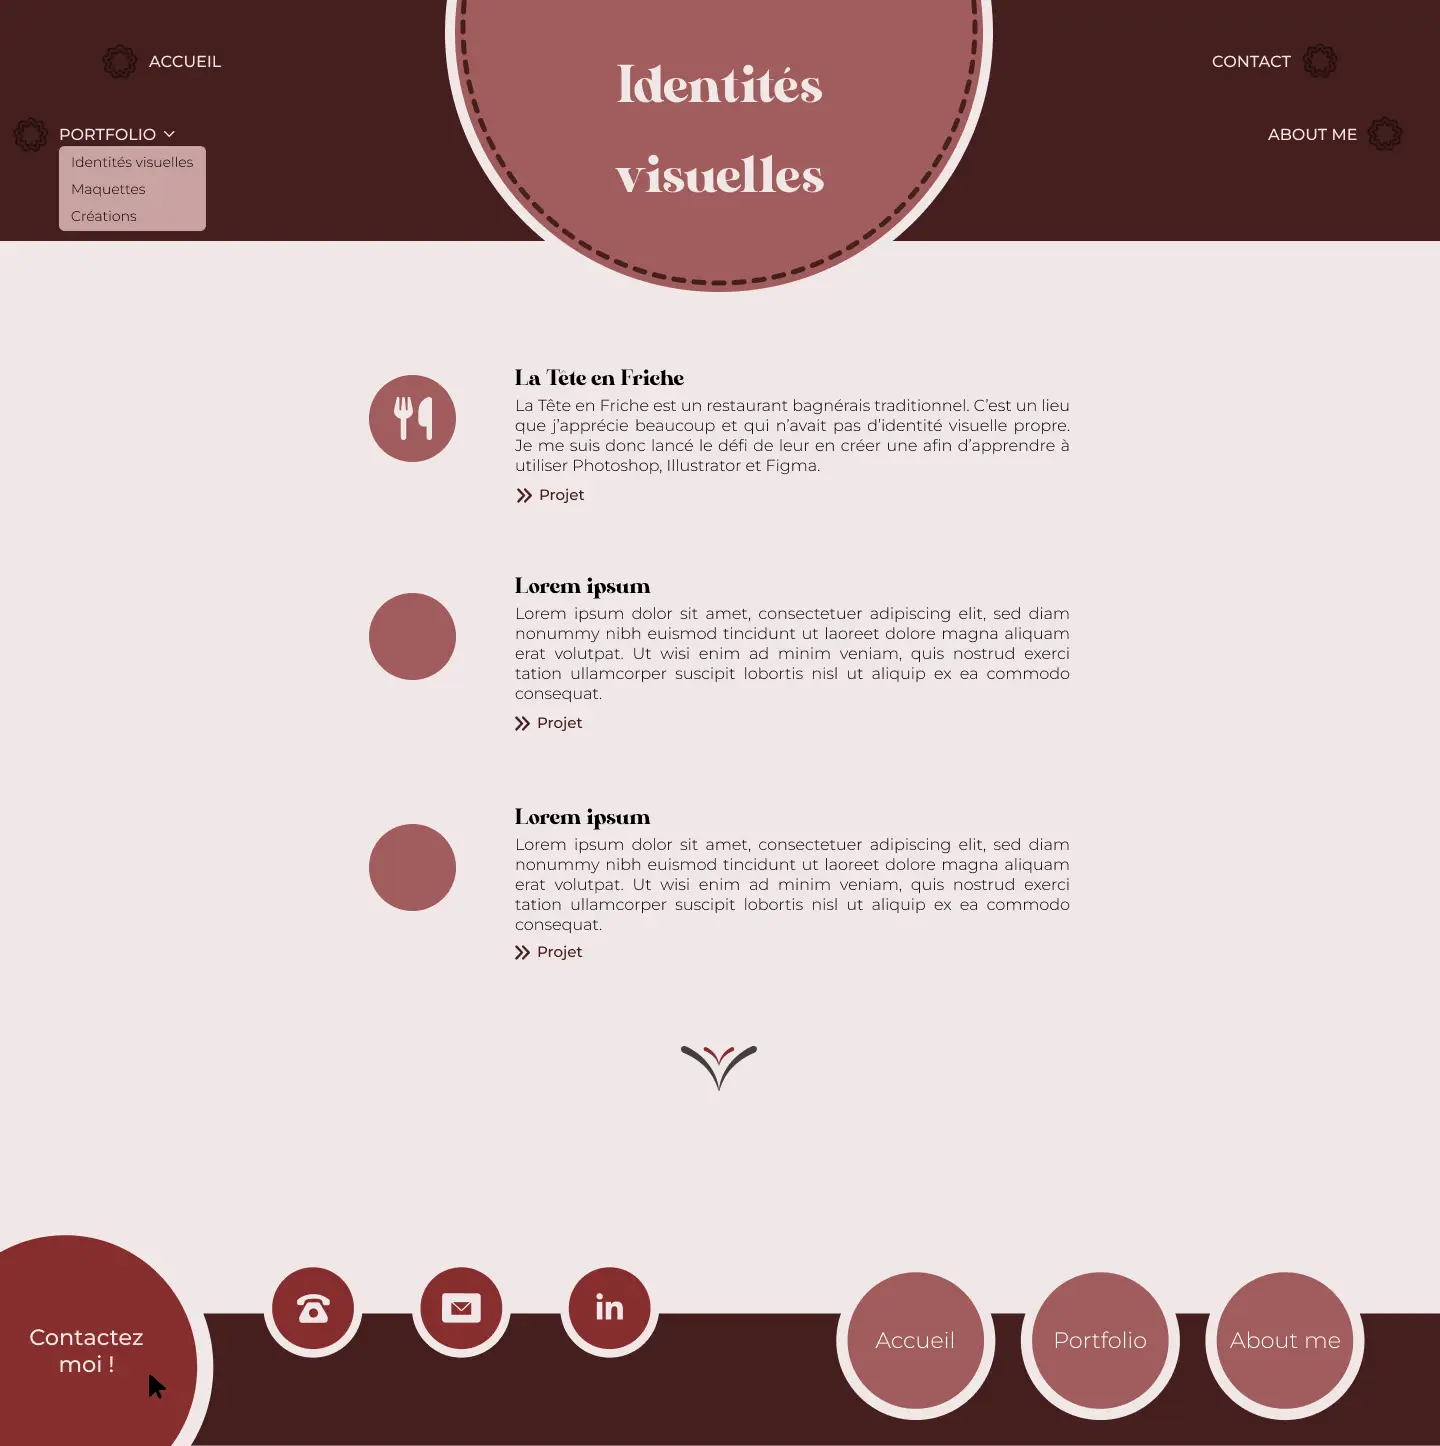 ACCUEIL
PORTFOLIO
Identités visuelles
Maquettes
Créations
Identités
visuelles
CONTACT
ABOUT ME
La Tête en Friche
La Tête en Friche est un restaurant bagnérais traditionnel. C’est un lieu
que j’apprécie beaucoup et qui n’avait pas d’identité visuelle propre.
Je me suis donc lancé le défi de leur en créer une afin d’apprendre à
utiliser Photoshop, Illustrator et Figma.
Projet
Lorem ipsum
Lorem ipsum dolor sit amet, consectetuer adipiscing elit, sed diam
nonummy nibh euismod tincidunt ut laoreet dolore magna aliquam
erat volutpat. Ut wisi enim ad minim veniam, quis nostrud exerci
tation ullamcorper suscipit lobortis nisl ut aliquip ex ea commodo
consequat.
Projet
Lorem ipsum
Lorem ipsum dolor sit amet, consectetuer adipiscing elit, sed diam
nonummy nibh euismod tincidunt ut laoreet dolore magna aliquam
erat volutpat. Ut wisi enim ad minim veniam, quis nostrud exerci
tation ullamcorper suscipit lobortis nisl ut aliquip ex ea commodo
consequat.
Projet
Contactez
moi !
in
Accueil
Portfolio
About me